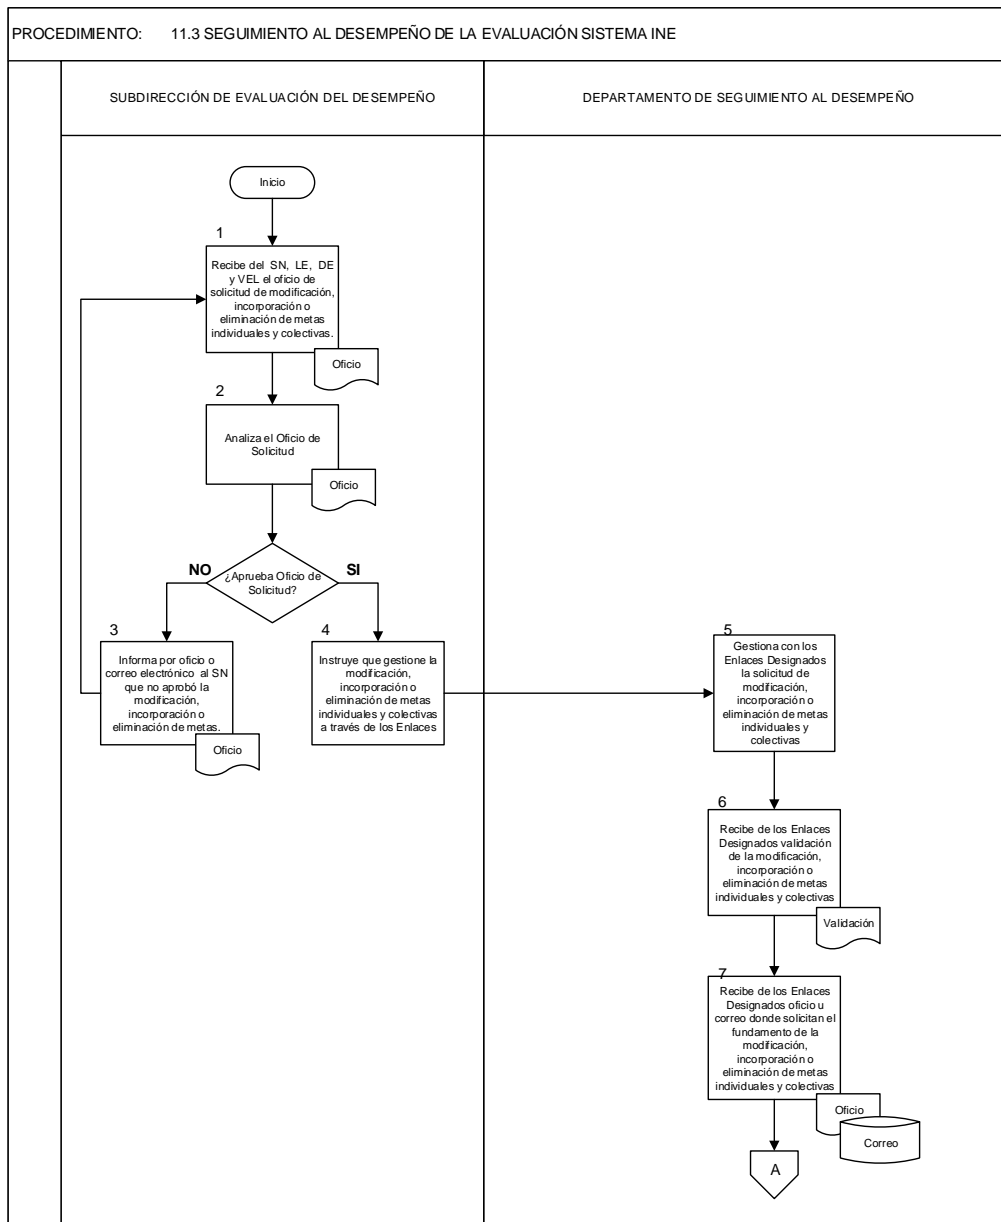 PROCEDIMIENTO: 11.3 SEGUIMIENTO AL DESEMPEÑO DE LA EVALUACIÓN SISTEMA INE
SUBDIRECCIÓN DE EVALUACIÓN DEL DESEMPEÑO
DEPARTAMENTO DE SEGUIMIENTO AL DESEMPEÑO
Inicio
1
Recibe del SN, LE, DE
y VEL el oficio de
solicitud de modificación,
incorporación o
eliminación de metas
individuales y colectivas.
Oficio
2
Analiza el Oficio de
Solicitud
Oficio
¿Aprueba Oficio de
Solicitud?
NO
SI
3
Informa por oficio o
correo electrónico al SN
que no aprobó la
modificación,
incorporación o
eliminación de metas.
Oficio
4
Instruye que gestione la
modificación,
incorporación o
eliminación de metas
individuales y colectivas
a través de los Enlaces
5
Gestiona con los
Enlaces Designados
la solicitud de
modificación,
incorporación o
eliminación de metas
individuales y
colectivas
6
Recibe de los Enlaces
Designados validación
de la modificación,
incorporación o
eliminación de metas
individuales y colectivas
Validación
7
Recibe de los Enlaces
Designados oficio u
correo donde solicitan el
fundamento de la
modificación,
incorporación o
eliminación de metas
individuales y colectivas
Oficio
Correo
A